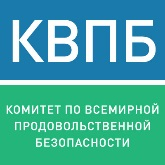 КВПБ
КОМИТЕТ ПО ВСЕМИРНОЙ
ПРОДОВОЛЬСТВЕННОЙ
БЕЗОПАСНОСТИ